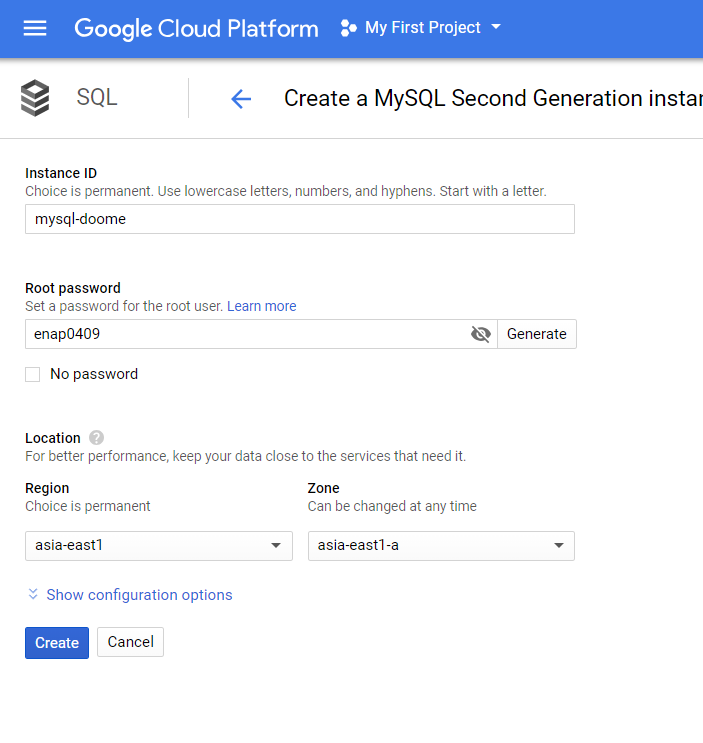 Google Cloud Platform My First Project
SQL Create a MySQL Second Generation instan
Instance ID
Choice is permanent. Use lowercase letters, numbers, and hyphens. Start with a letter.
mysql-doome
Root password
Set a password for the root user. Learn more
enap0409 Generate
No password
Location ?
For better performance, keep your data close to the services that need it.
Region Zone
Choice is permanent Can be changed at any time
asia-east1 asia-east1-a
Show configuration options
Create Cancel